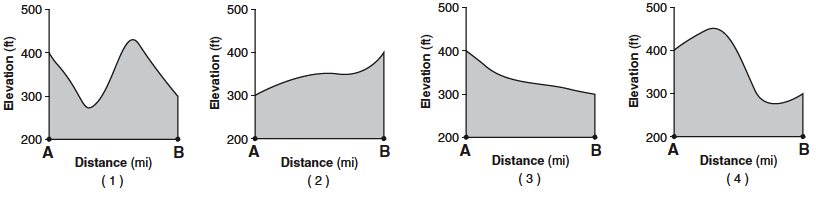 500
400
300
200
Elevation (ft)
A
B
Distance (mi)
( 1 )
500
400
300
200
Elevation (ft)
A
B
Distance (mi)
( 2 )
500
400
300
200
Elevation (ft)
A
B
Distance (mi)
( 3 )
500
400
300
200
Elevation (ft)
A
B
Distance (mi)
( 4 )